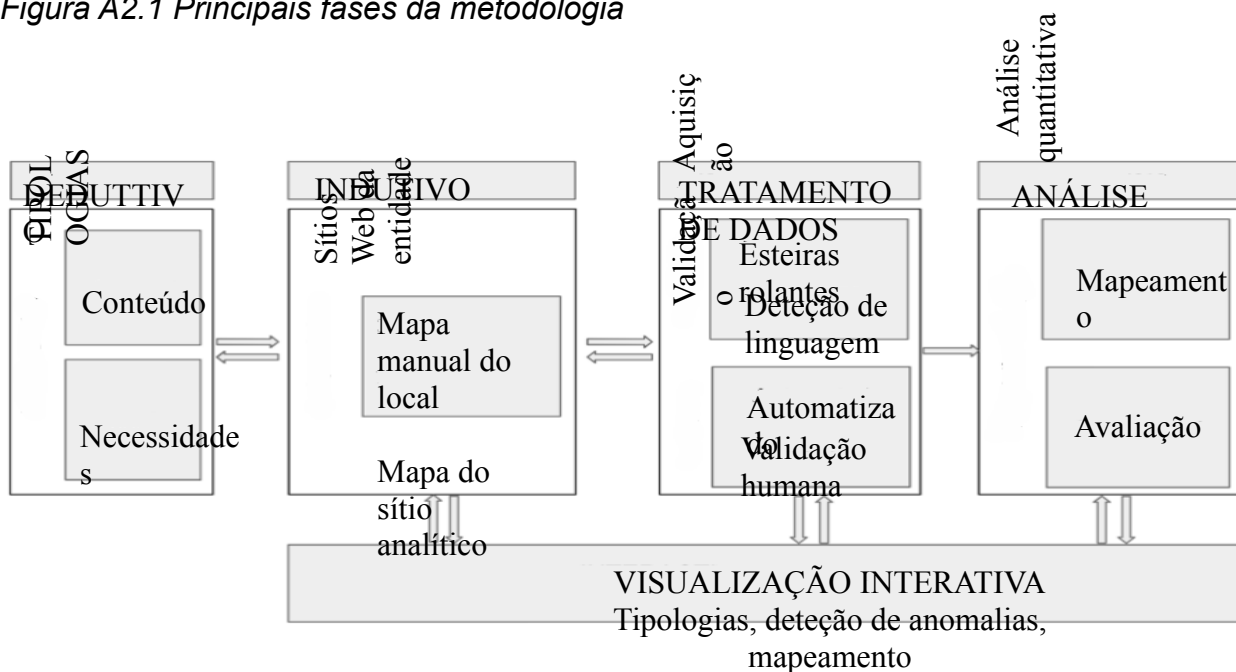 Figura A2.1 Principais fases da metodologia
DEDUTTIV
O
TIPOL
OGIAS
Conteúdo
Necessidade
s
INDUTIVO
Sítios
Web da
entidade
Mapa
manual do
local
Mapa do
sítio
analítico
TRATAMENTO
DE DADOS
Aquisiç
ão
Validaçã
o
Esteiras
rolantes
Deteção de
linguagem
Automatiza
do
Validação
humana
ANÁLISE
Análise
quantitativa
Mapeament
o
Avaliação
VISUALIZAÇÃO INTERATIVA
Tipologias, deteção de anomalias,
mapeamento